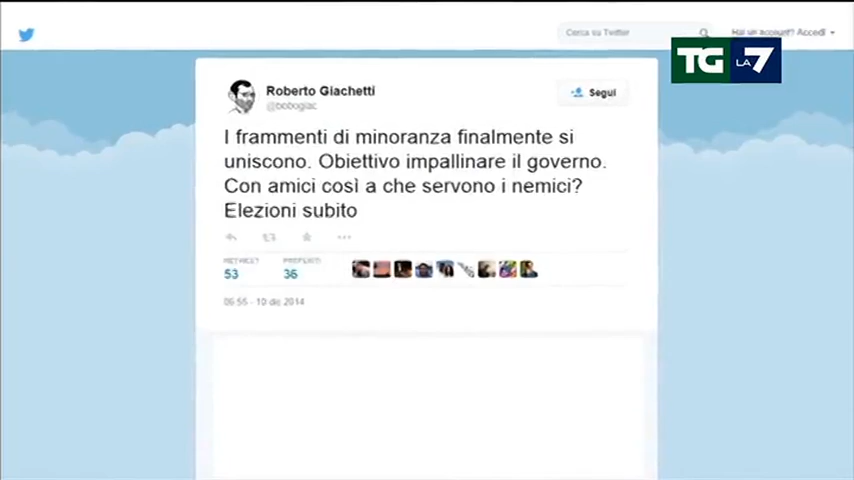 Cerca su Twitter
Hai un account? Accedi
TG LA7
Roberto Giachetti
@bobogiac
Segui
I frammenti di minoranza finalmente si
uniscono. Obiettivo impallinare il governo.
Con amici così a che servono i nemici?
Elezioni subito
RETWEET
PREFERITI
53
36
06:55 - 10 dic 2014